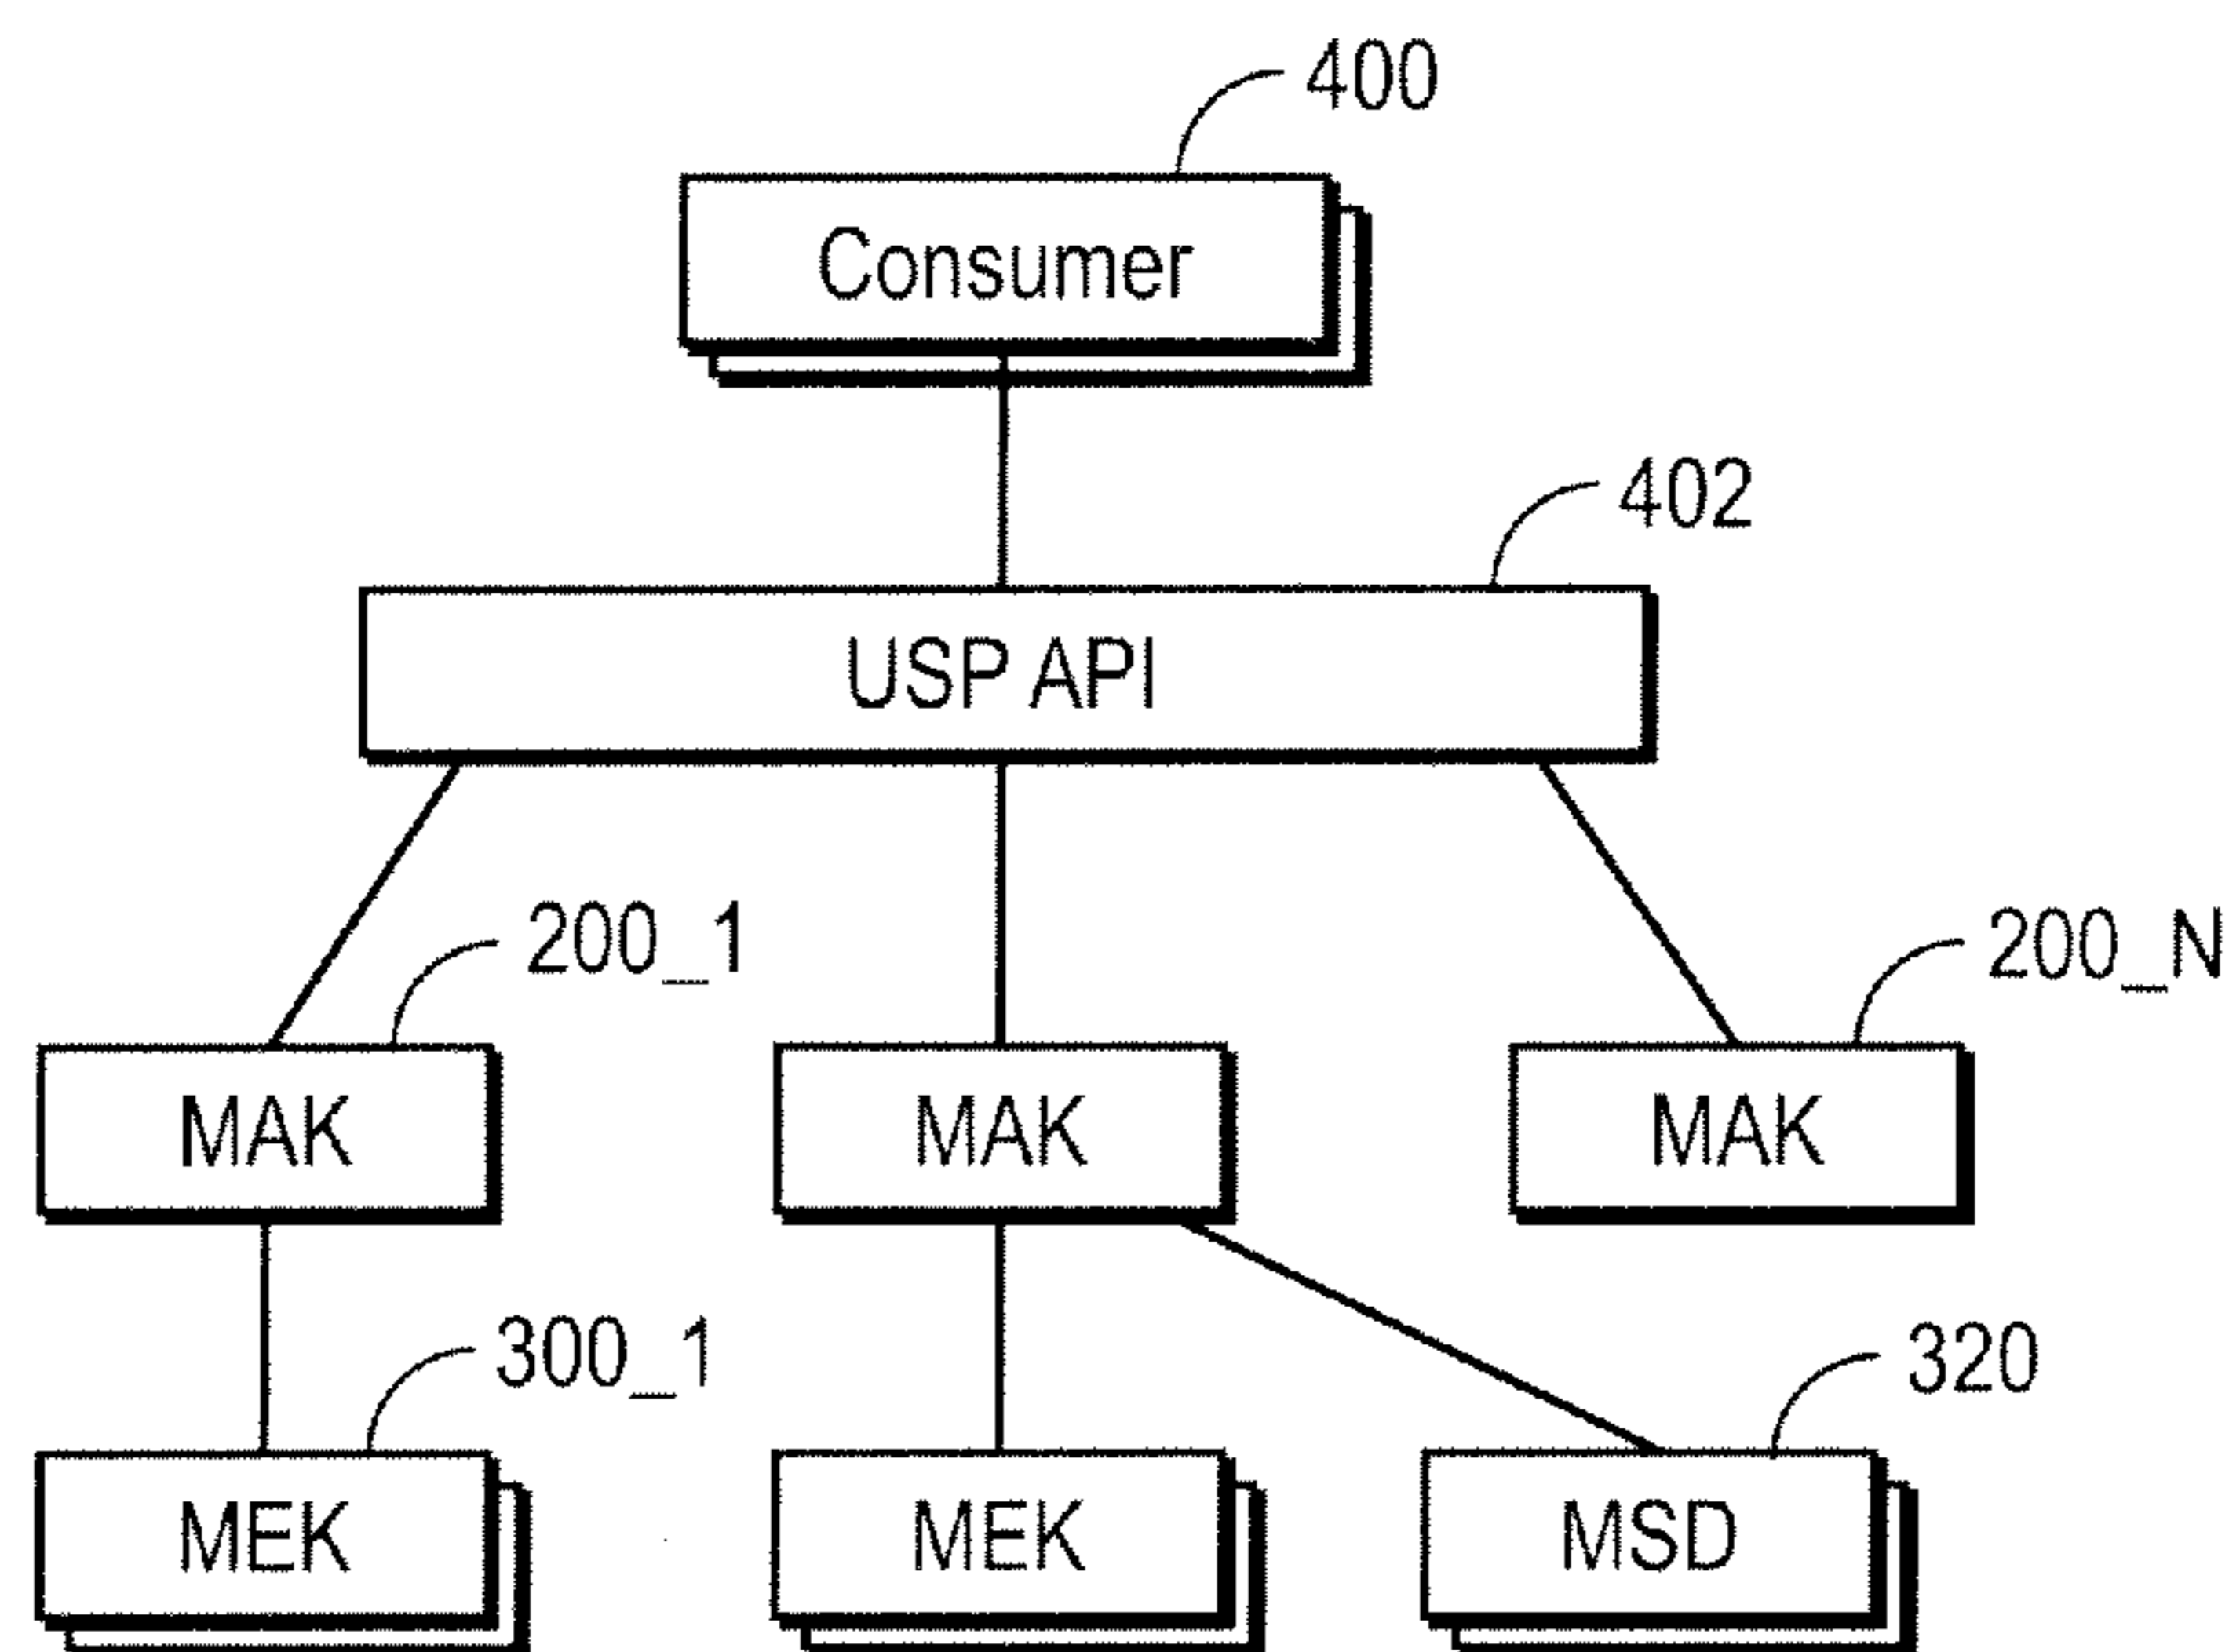 400
Consumer
402
USP API
200_1
200_N
MAK
MAK
MAK
300_1
320
MEK
MEK
MSD